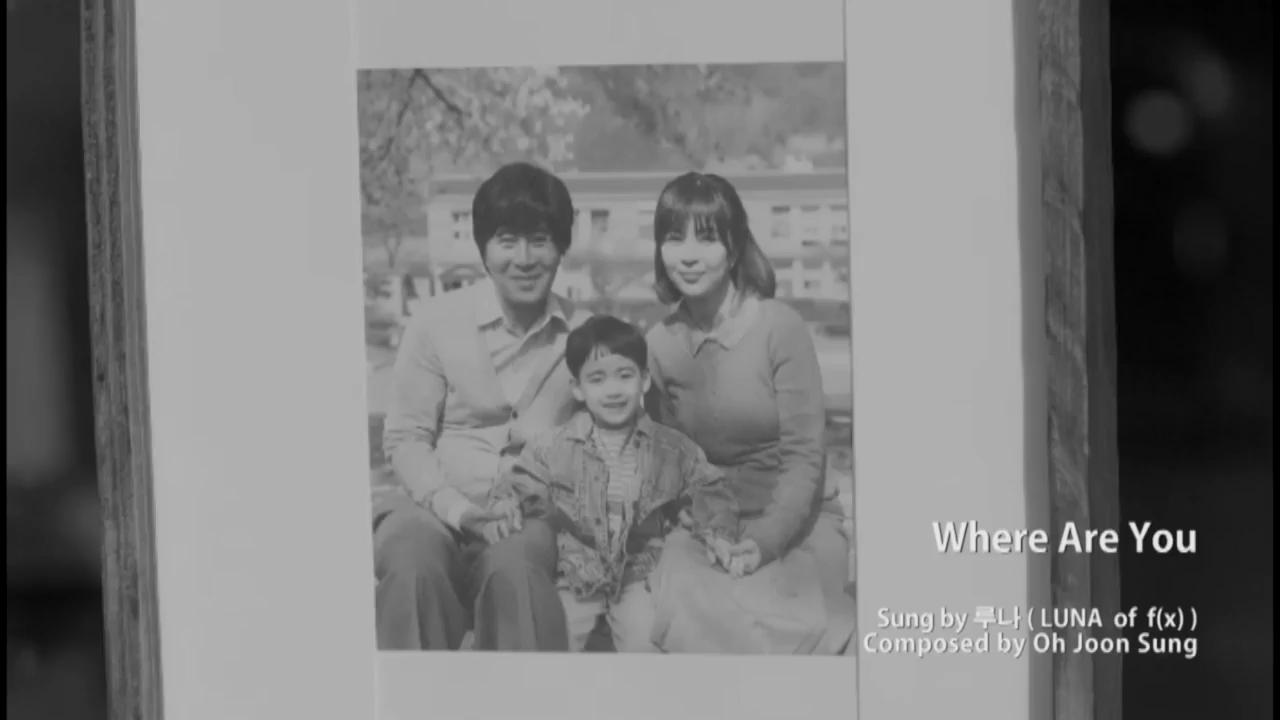 Where Are You
Sung by 루나 ( LUNA of f(x) )
Composed by Oh Joon Sung